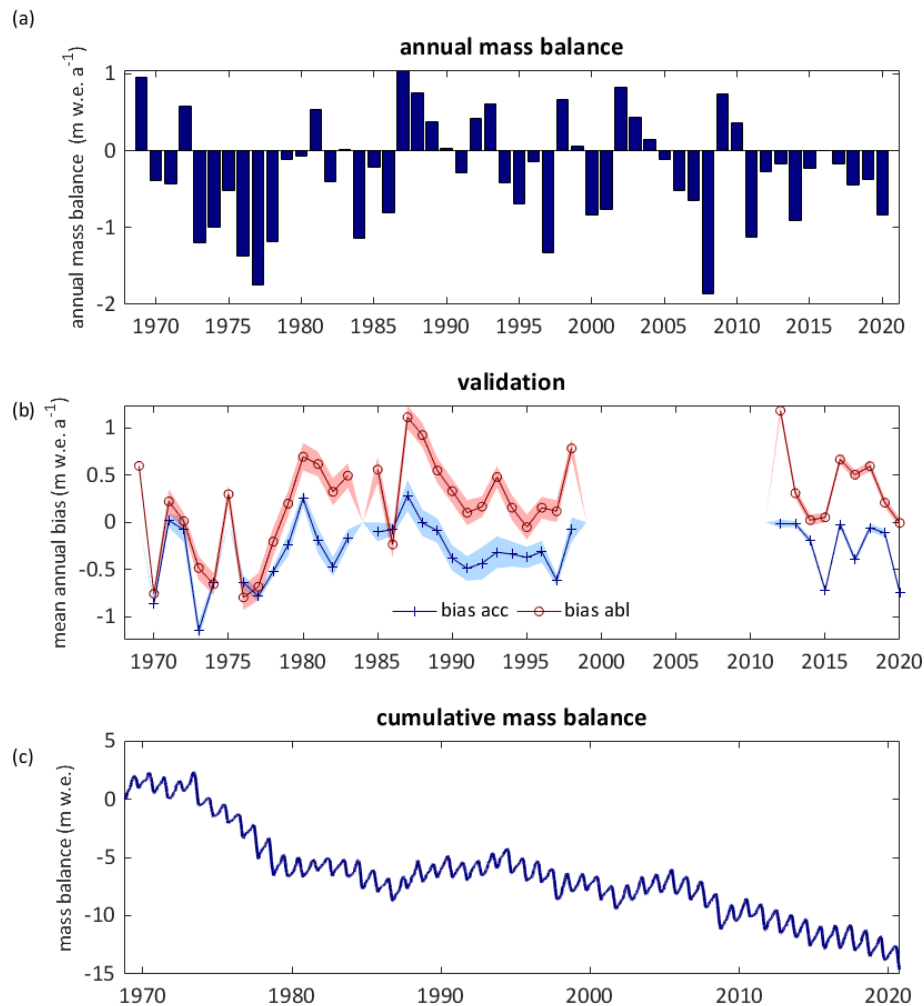 (a)
annual mass balance
annual mass balance (m w.e. a-1)
1
0
-1
-2
1970 1975 1980 1985 1990 1995 2000 2005 2010 2015 2020
(b)
validation
mean annual bias (m w.e. a-1)
1
0.5
0
-0.5
-1
bias acc bias abl
1970 1975 1980 1985 1990 1995 2000 2005 2010 2015 2020
cumulative mass balance
(c)
mass balance (m w.e.)
5
0
-5
-10
-15
1970 1980 1990 2000 2010 2020